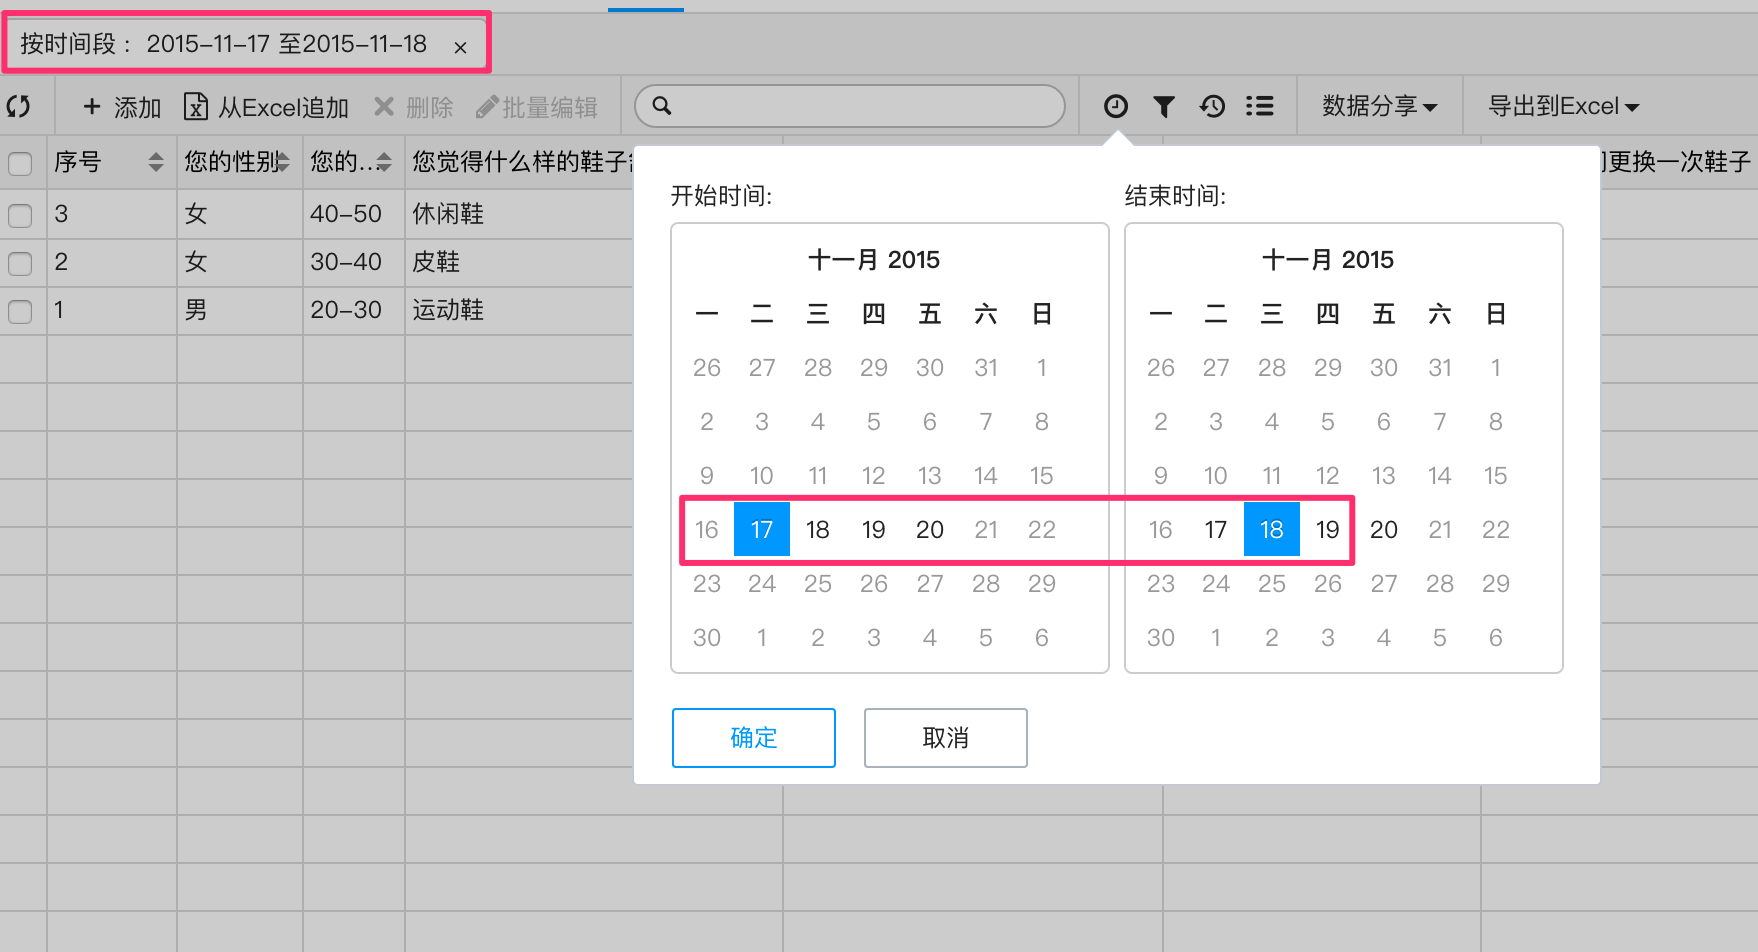 按时间段： 2015-11-17 至2015-11-18 ×
添加 从Excel追加 删除 批量编辑 数据分享 导出到Excel
序号 您的性别 您的... 您觉得什么样的鞋子 更换一次鞋子
3 女 40-50 休闲鞋
2 女 30-40 皮鞋
1 男 20-30 运动鞋
开始时间:
十一月 2015
一 二 三 四 五 六 日
26 27 28 29 30 31 1
2 3 4 5 6 7 8
9 10 11 12 13 14 15
16 17 18 19 20 21 22
23 24 25 26 27 28 29
30 1 2 3 4 5 6
结束时间:
十一月 2015
一 二 三 四 五 六 日
26 27 28 29 30 31 1
2 3 4 5 6 7 8
9 10 11 12 13 14 15
16 17 18 19 20 21 22
23 24 25 26 27 28 29
30 1 2 3 4 5 6
确定 取消